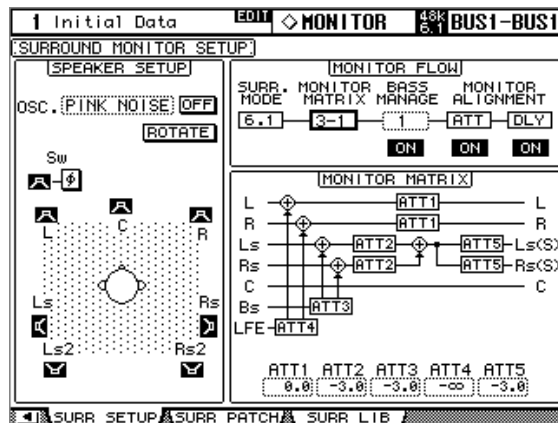 1 Initial Data EDIT ◇MONITOR 48k 6.1 BUS1-BUS1
SURROUND MONITOR SETUP
SPEAKER SETUP
OSC. PINK NOISE OFF
ROTATE
Sw
ϕ
L C R
Ls Rs
Ls2 Rs2
MONITOR FLOW
SURR. MODE MONITOR MATRIX BASS MANAGE MONITOR ALIGNMENT
6.1 3-1 1 ATT DLY
ON ON ON
MONITOR MATRIX
L ATT1 L
R ATT1 R
Ls ATT2 ATT5 Ls(S)
Rs ATT2 ATT5 Rs(S)
C C
Bs ATT3
LFE ATT4
ATT1 ATT2 ATT3 ATT4 ATT5
0.0 -3.0 -3.0 -∞ -3.0
SURR SETUP SURR PATCH SURR LIB